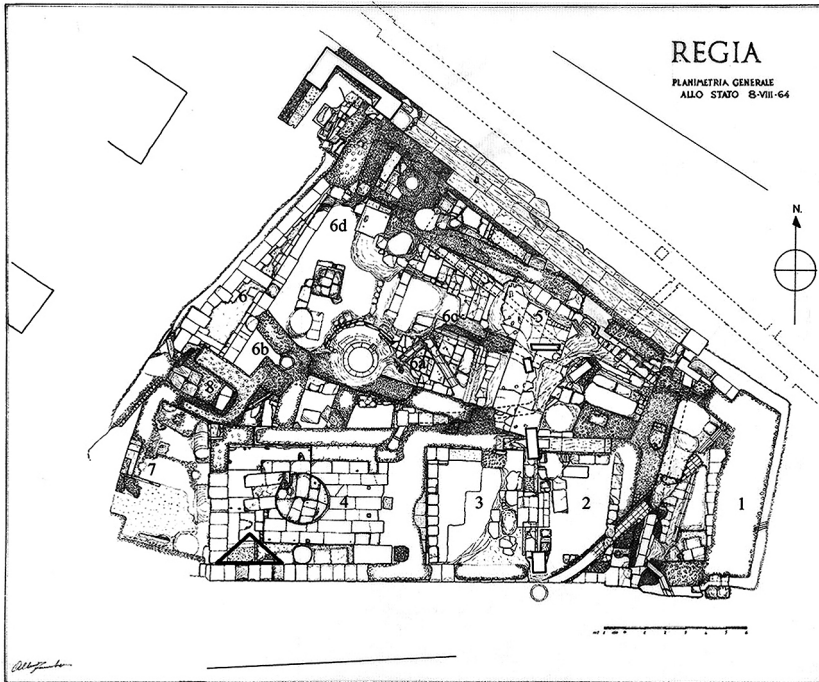 REGIA
PLANIMETRIA GENERALE
ALLO STATO 8-VIII-64
N.
6d
6
6c
5
6b
6a
8
7
4
3
2
1